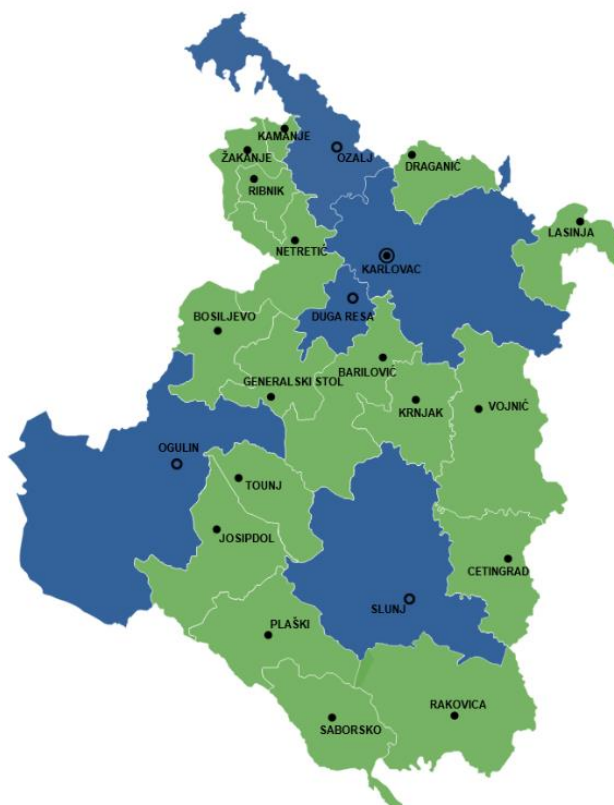 KAMANJE
ŽAKANJE
OZALJ
DRAGANIĆ
RIBNIK
LASINJA
NETRETIĆ
KARLOVAC
BOSILJEVO
DUGA RESA
BARILOVIĆ
GENERALSKI STOL
KRNJAK
VOJNIĆ
OGULIN
TOUNJ
JOSIPDOL
CETINGRAD
SLUNJ
PLAŠKI
RAKOVICA
SABORSKO